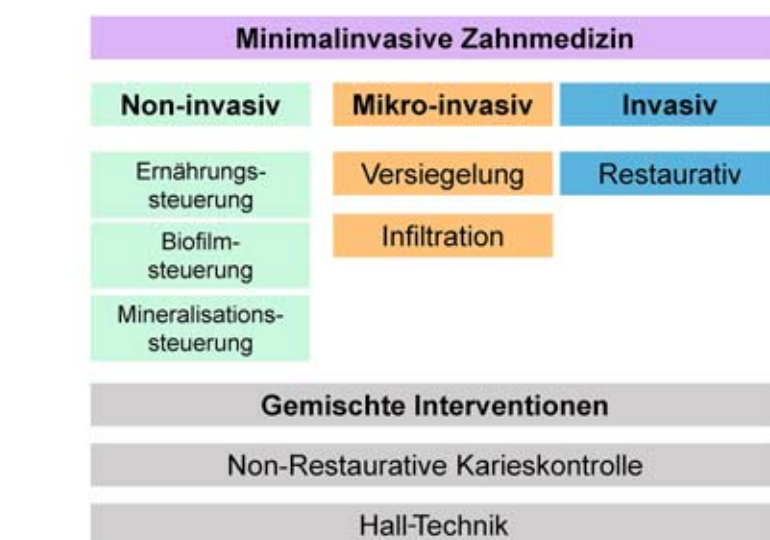 Minimalinvasive Zahnmedizin
Non-invasiv
Mikro-invasiv
Invasiv
Ernährungs-
steuerung
Versiegelung
Restaurativ
Biofilm-
steuerung
Infiltration
Mineralisations-
steuerung
Gemischte Interventionen
Non-Restaurative Karieskontrolle
Hall-Technik